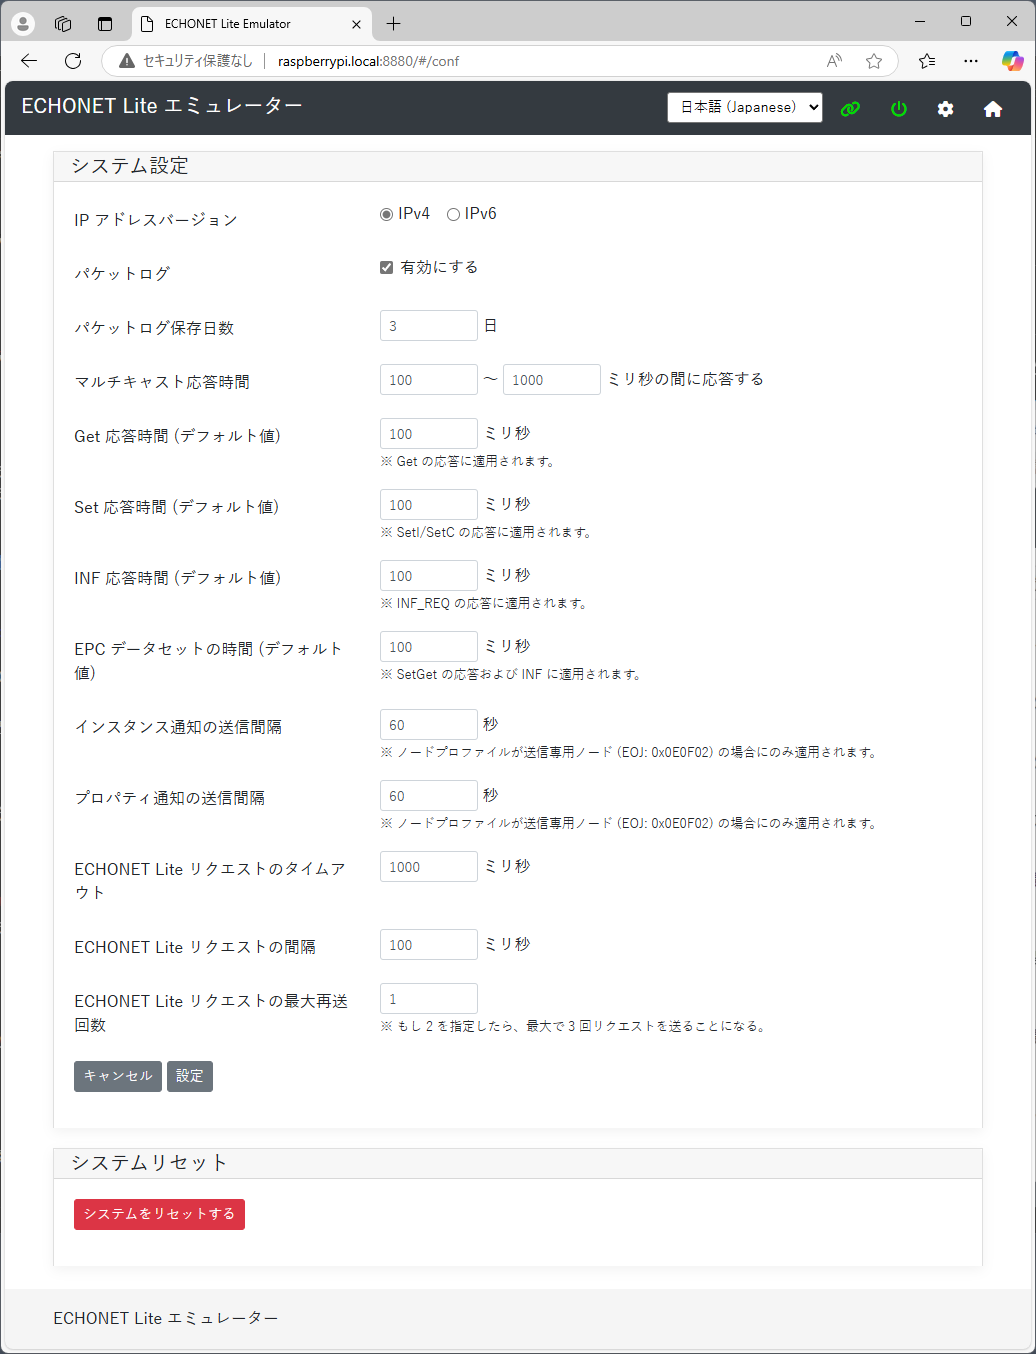 ECHONET Lite Emulator
セキュリティ保護なし
raspberrypi.local:8880/#/conf
ECHONET Lite エミュレーター
日本語 (Japanese)
システム設定
IP アドレスバージョン
IPv4 IPv6
パケットログ
有効にする
パケットログ保存日数
3 日
マルチキャスト応答時間
100 ～ 1000 ミリ秒の間に応答する
Get 応答時間 (デフォルト値)
100 ミリ秒
※ Get の応答に適用されます。
Set 応答時間 (デフォルト値)
100 ミリ秒
※ SetI/SetC の応答に適用されます。
INF 応答時間 (デフォルト値)
100 ミリ秒
※ INF_REQ の応答に適用されます。
EPC データセットの時間 (デフォルト
値)
100 ミリ秒
※ SetGet の応答および INF に適用されます。
インスタンス通知の送信間隔
60 秒
※ ノードプロファイルが送信専用ノード (EOJ: 0x0E0F02) の場合にのみ適用されます。
プロパティ通知の送信間隔
60 秒
※ ノードプロファイルが送信専用ノード (EOJ: 0x0E0F02) の場合にのみ適用されます。
ECHONET Lite リクエストのタイムア
ウト
1000 ミリ秒
ECHONET Lite リクエストの間隔
100 ミリ秒
ECHONET Lite リクエストの最大再送
回数
1
※ もし 2 を指定したら、最大で 3 回リクエストを送ることになる。
キャンセル 設定
システムリセット
システムをリセットする
ECHONET Lite エミュレーター